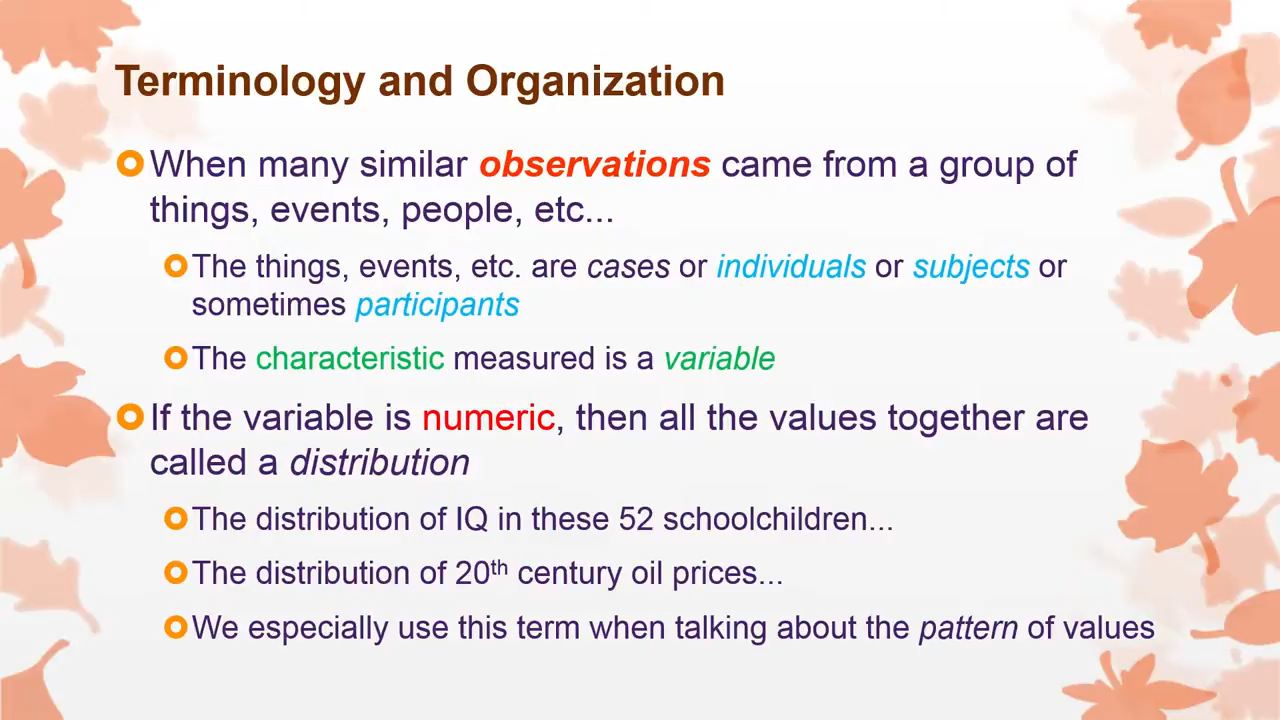 Terminology and Organization
When many similar observations came from a group of
things, events, people, etc...
The things, events, etc. are cases or individuals or subjects or
sometimes participants
The characteristic measured is a variable
If the variable is numeric, then all the values together are
called a distribution
The distribution of IQ in these 52 schoolchildren...
The distribution of 20th century oil prices...
We especially use this term when talking about the pattern of values